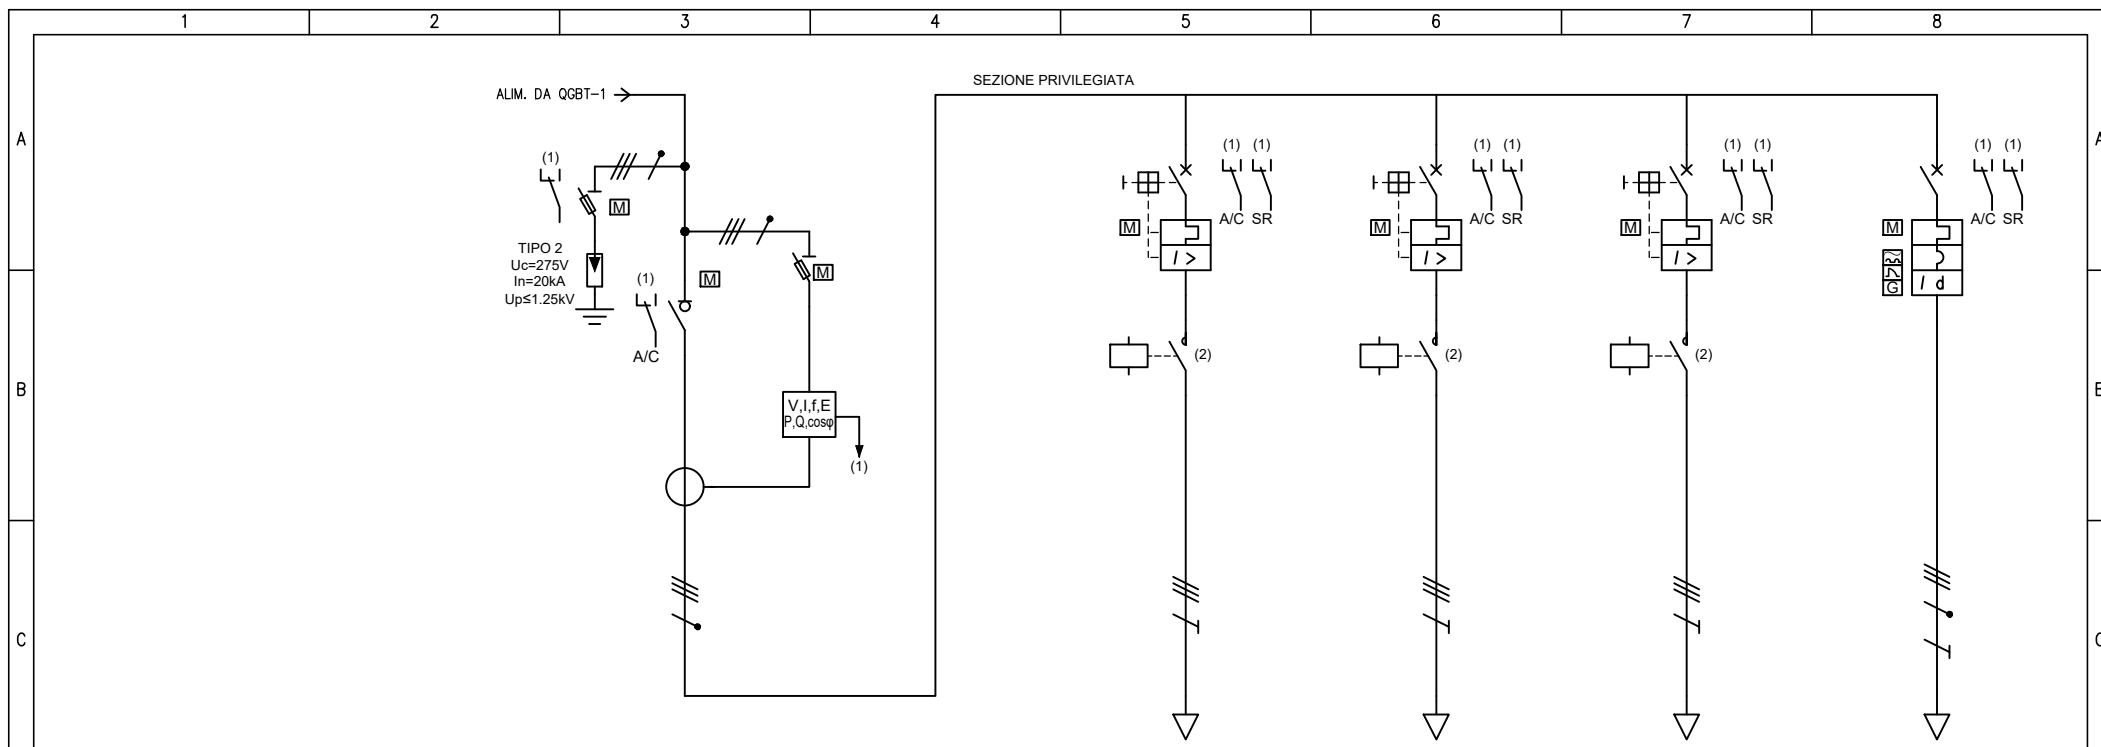 1 2 3 4 5 6 7 8
SEZIONE PRIVILEGIATA
ALIM. DA QGBT-1
A A
(1) (1) (1) (1) (1) (1) (1) (1) (1)
M
A/C SR A/C SR A/C SR A/C SR
M M M M
TIPO 2
Uc=275V
In=20kA
Up≤1.25kV
I > I > I >
(1) M M
G I d
A/C
(2) (2) (2)
B B
V,I,f,E
P,Q,cosφ
(1)
C C